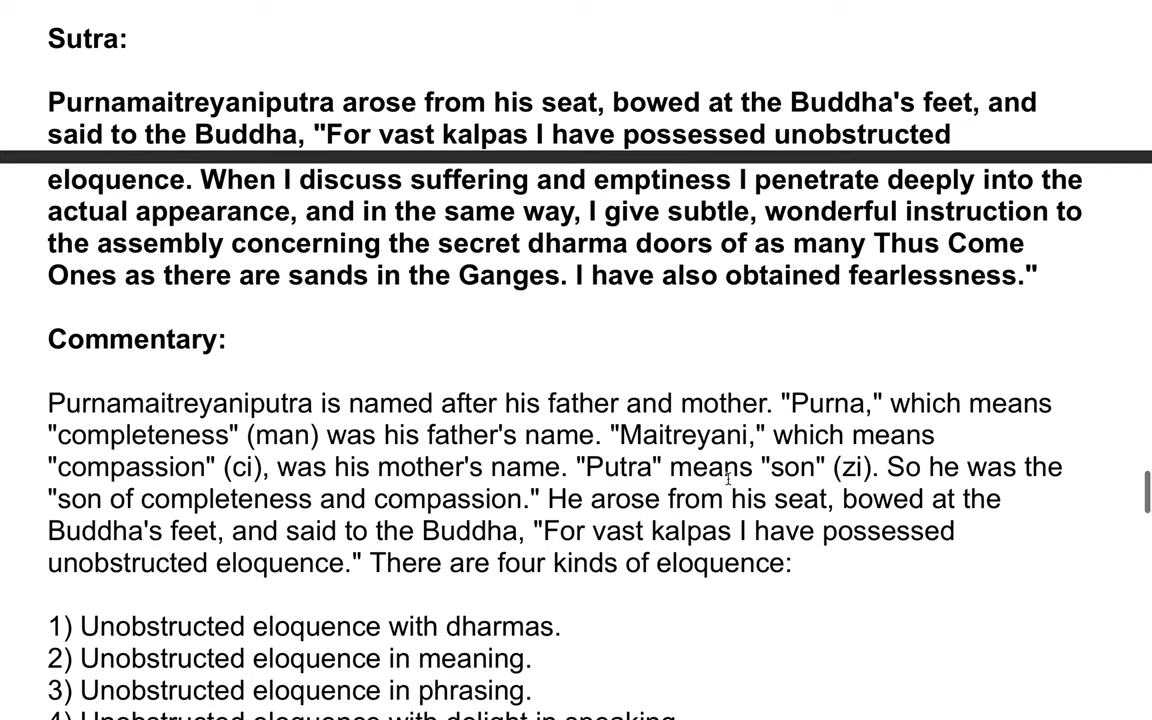 Sutra:
Purnamaitreyaniputra arose from his seat, bowed at the Buddha's feet, and
said to the Buddha, "For vast kalpas I have possessed unobstructed
eloquence. When I discuss suffering and emptiness I penetrate deeply into the
actual appearance, and in the same way, I give subtle, wonderful instruction to
the assembly concerning the secret dharma doors of as many Thus Come
Ones as there are sands in the Ganges. I have also obtained fearlessness."
Commentary:
Purnamaitreyaniputra is named after his father and mother. "Purna," which means
"completeness" (man) was his father's name. "Maitreyani," which means
"compassion" (ci), was his mother's name. "Putra" means "son" (zi). So he was the
"son of completeness and compassion." He arose from his seat, bowed at the
Buddha's feet, and said to the Buddha, "For vast kalpas I have possessed
unobstructed eloquence." There are four kinds of eloquence:
1) Unobstructed eloquence with dharmas.
2) Unobstructed eloquence in meaning.
3) Unobstructed eloquence in phrasing.
4) Unobstructed eloquence with delight in speaking.